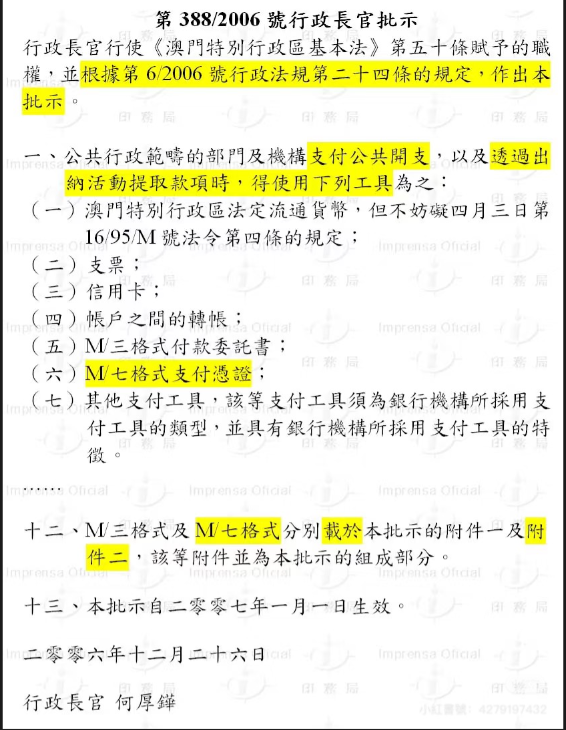 第 388/2006 號行政長官批示
行政長官行使《澳門特別行政區基本法》第五十條賦予的職
權，並根據第 6/2006 號行政法規第二十四條的規定，作出本
批示。
一、公共行政範疇的部門及機構支付公共開支，以及透過出
納活動提取款項時，得使用下列工具為之：
（一）澳門特別行政區法定流通貨幣，但不妨礙四月三日第
16/95/M 號法令第四條的規定；
（二）支票；
（三）信用卡；
（四）帳戶之間的轉帳；
（五）M/三格式付款委託書；
（六）M/七格式支付憑證；
（七）其他支付工具，該等支付工具須為銀行機構所採用支
付工具的類型，並具有銀行機構所採用支付工具的特
徵。
……
十二、M/三格式及 M/七格式分別載於本批示的附件一及附
件二，該等附件並為本批示的組成部分。
十三、本批示自二零零七年一月一日生效。
二零零六年十二月二十六日
行政長官 何厚鏵
小紅書號：4279197432